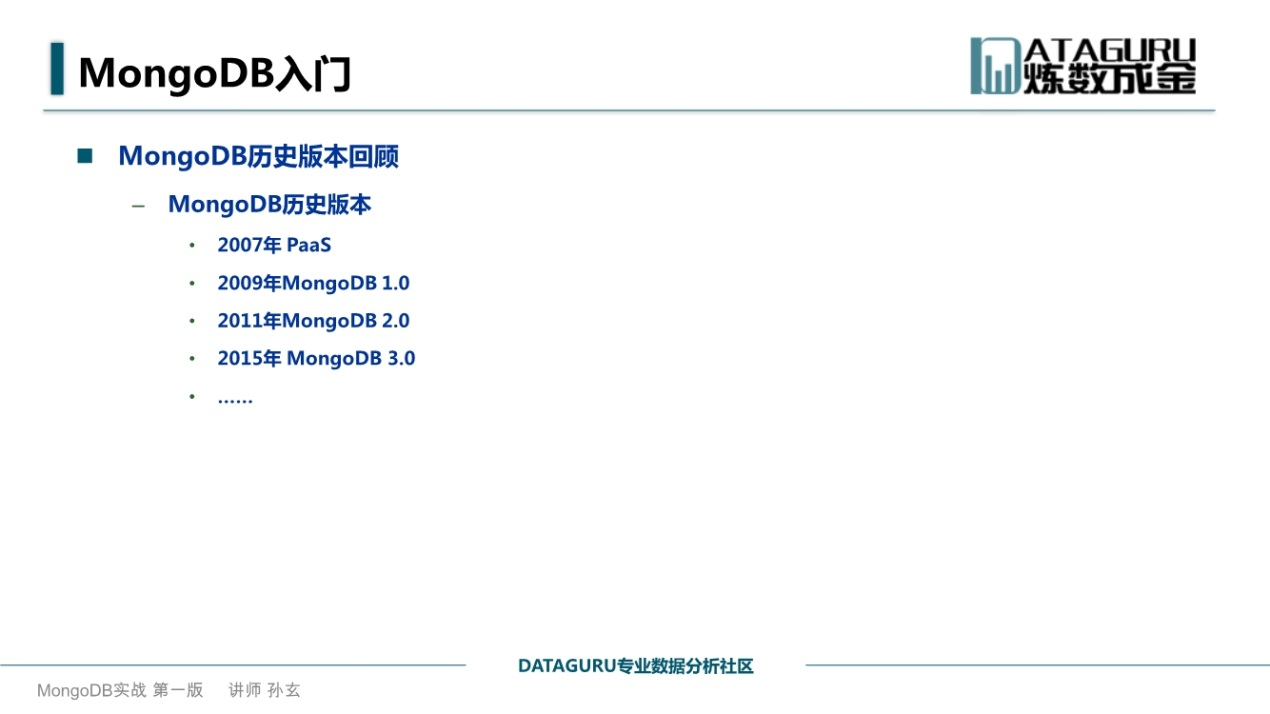 MongoDB入门
DATAGURU
炼数成金
■ MongoDB历史版本回顾
– MongoDB历史版本
• 2007年 PaaS
• 2009年MongoDB 1.0
• 2011年MongoDB 2.0
• 2015年 MongoDB 3.0
• ……
DATAGURU专业数据分析社区
MongoDB实战 第一版 讲师 孙玄